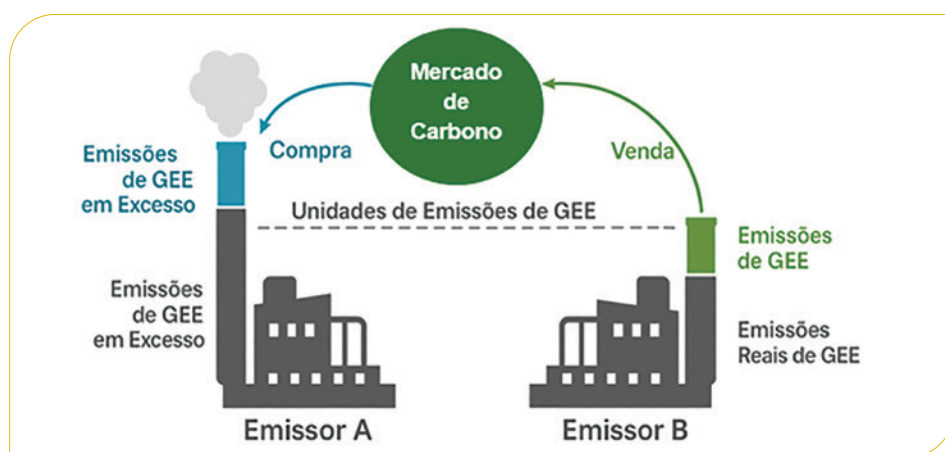 Mercado
de
Carbono
Compra
Venda
Emissões
de GEE
em Excesso
Unidades de Emissões de GEE
Emissões
de GEE
Emissões
de GEE
em Excesso
Emissões
Reais de GEE
Emissor A
Emissor B